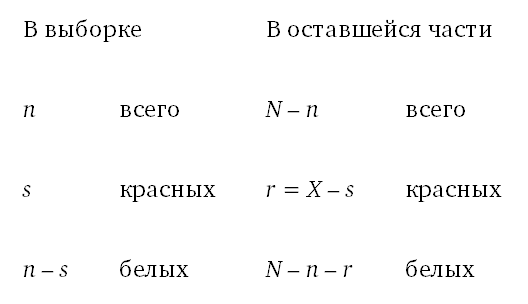 В выборке В оставшейся части
n всего N – n всего
s красных r = X – s красных
n – s белых N – n – r белых